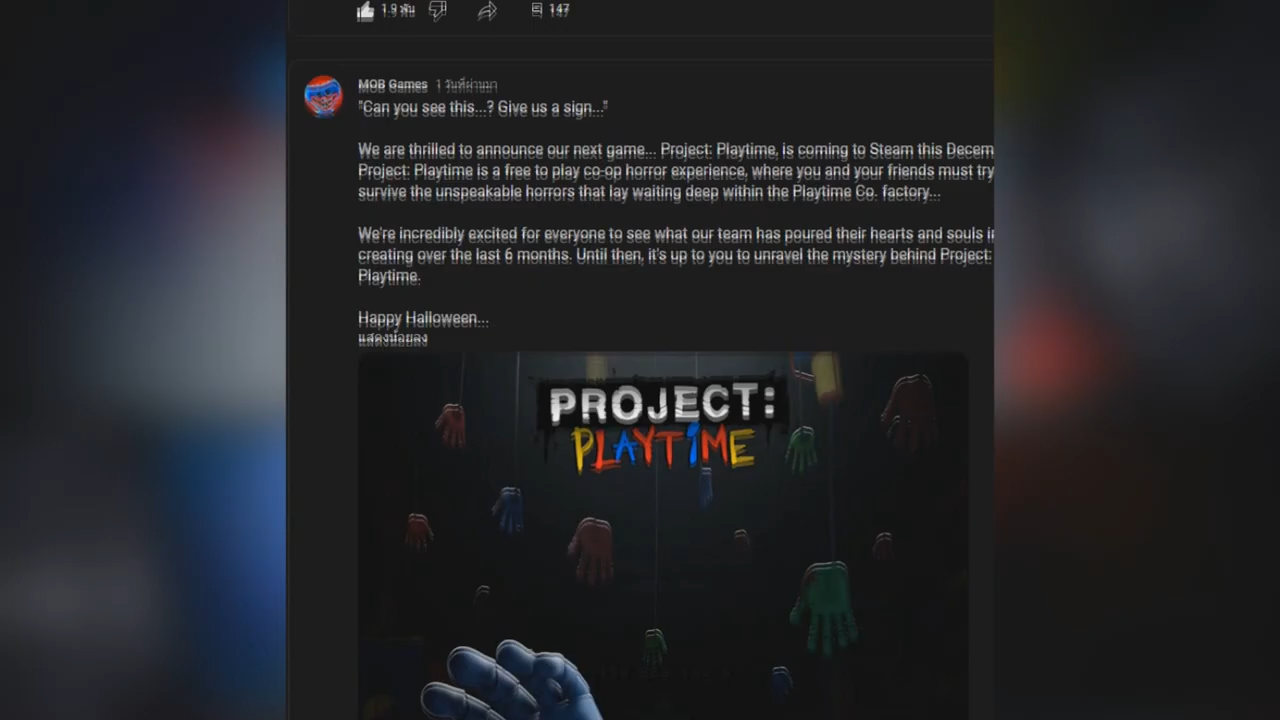 1.9 พัน 147
MOB Games 1 วันที่ผ่านมา
"Can you see this...? Give us a sign..."
We are thrilled to announce our next game... Project: Playtime, is coming to Steam this Decem
Project: Playtime is a free to play co-op horror experience, where you and your friends must try
survive the unspeakable horrors that lay waiting deep within the Playtime Co. factory...
We're incredibly excited for everyone to see what our team has poured their hearts and souls in
creating over the last 6 months. Until then, it's up to you to unravel the mystery behind Project:
Playtime.
Happy Halloween...
แสดงน้อยลง
PROJECT:
PLAYTIME